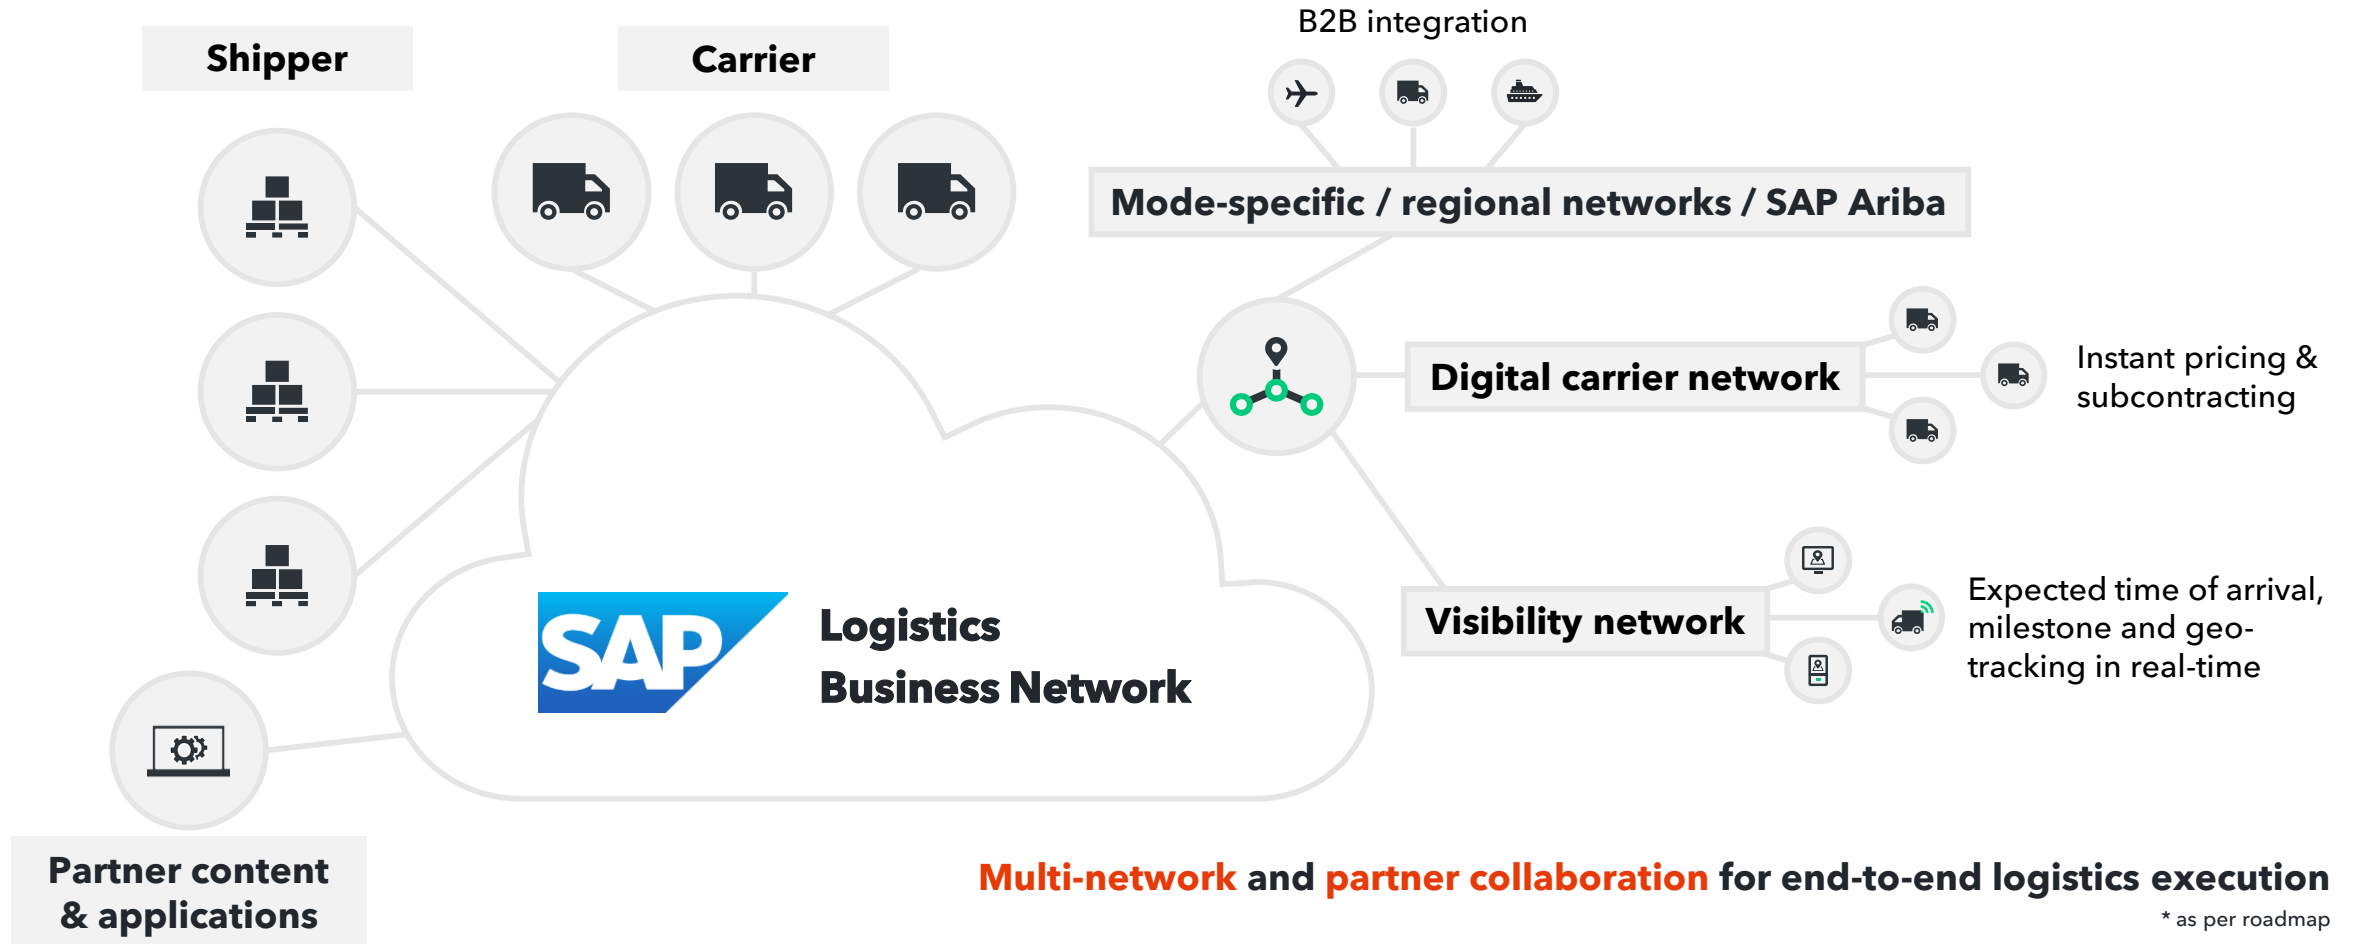 Shipper
Carrier
B2B integration
Mode-specific / regional networks / SAP Ariba
Digital carrier network
Instant pricing &
subcontracting
Visibility network
Expected time of arrival,
milestone and geo-
tracking in real-time
SAP
Logistics
Business Network
Partner content
& applications
Multi-network and partner collaboration for end-to-end logistics execution
* as per roadmap